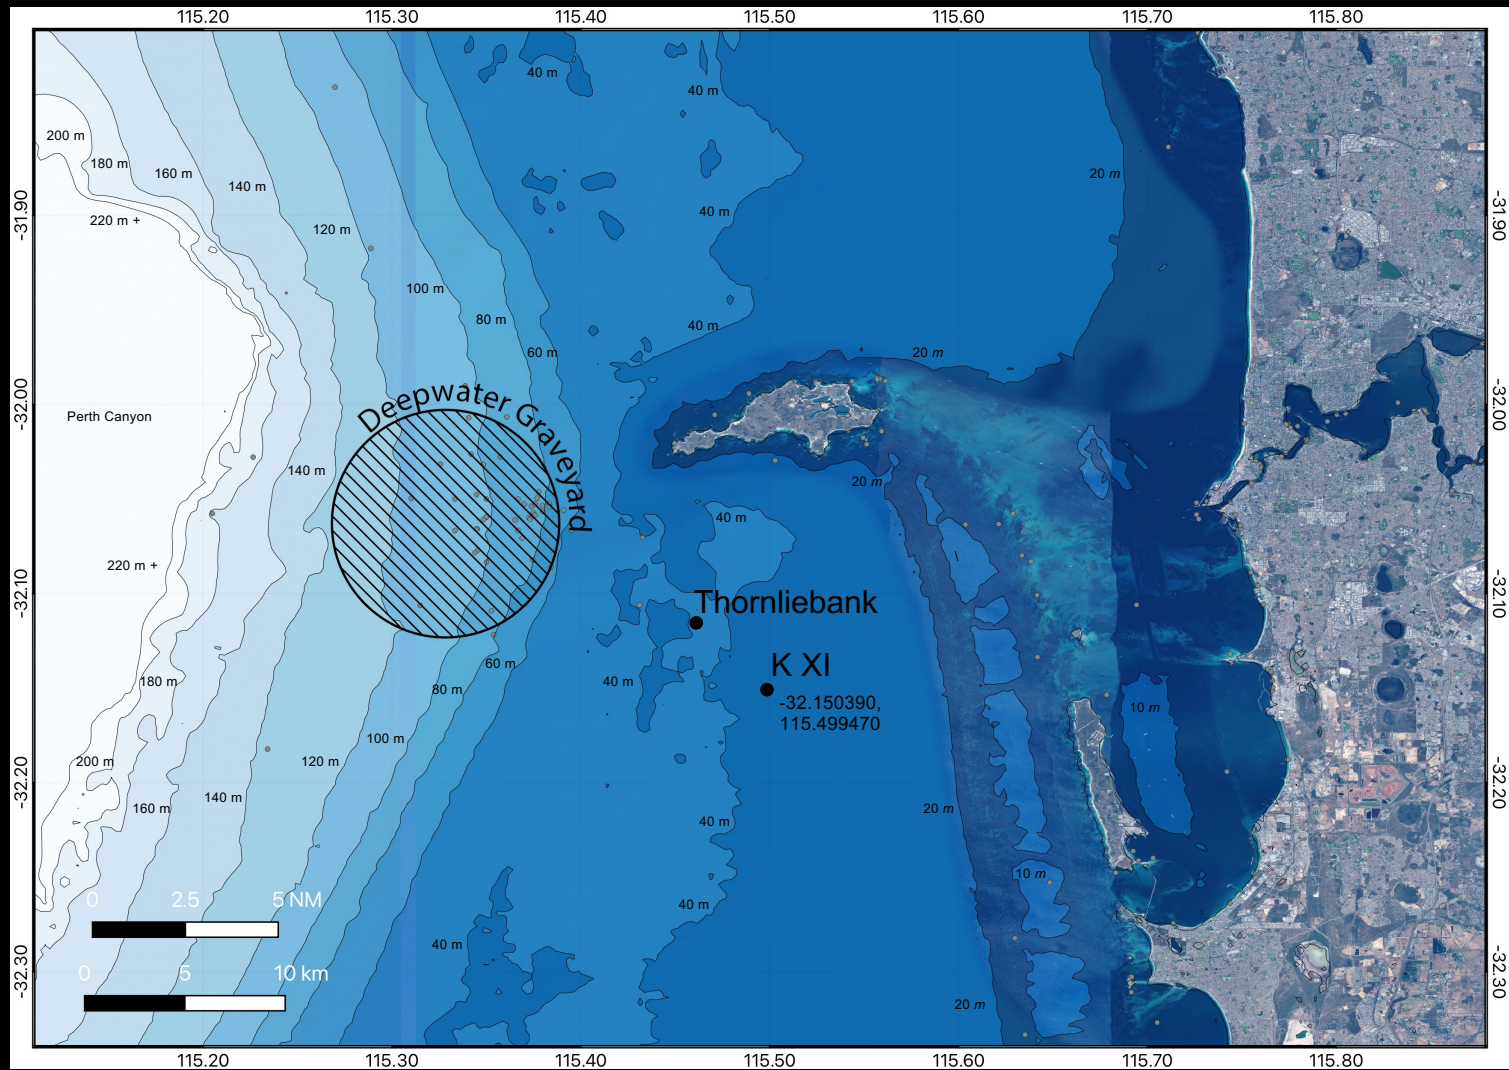 115.20 115.30 115.40 115.50 115.60 115.70 115.80
40 m
40 m
200 m
180 m
160 m
20 m
140 m
-31.90
-31.90
220 m +
40 m
120 m
100 m
80 m
40 m
60 m
20 m
-32.00
-32.00
Deepwater Graveyard
Perth Canyon
140 m
20 m
40 m
220 m +
-32.10
-32.10
Thornliebank
60 m
K XI
180 m
40 m
80 m
-32.150390,
115.499470
10 m
100 m
200 m
120 m
-32.20
-32.20
140 m
160 m
20 m
40 m
10 m
0 2.5 5 NM
40 m
40 m
-32.30
-32.30
0 5 10 km
20 m
115.20 115.30 115.40 115.50 115.60 115.70 115.80